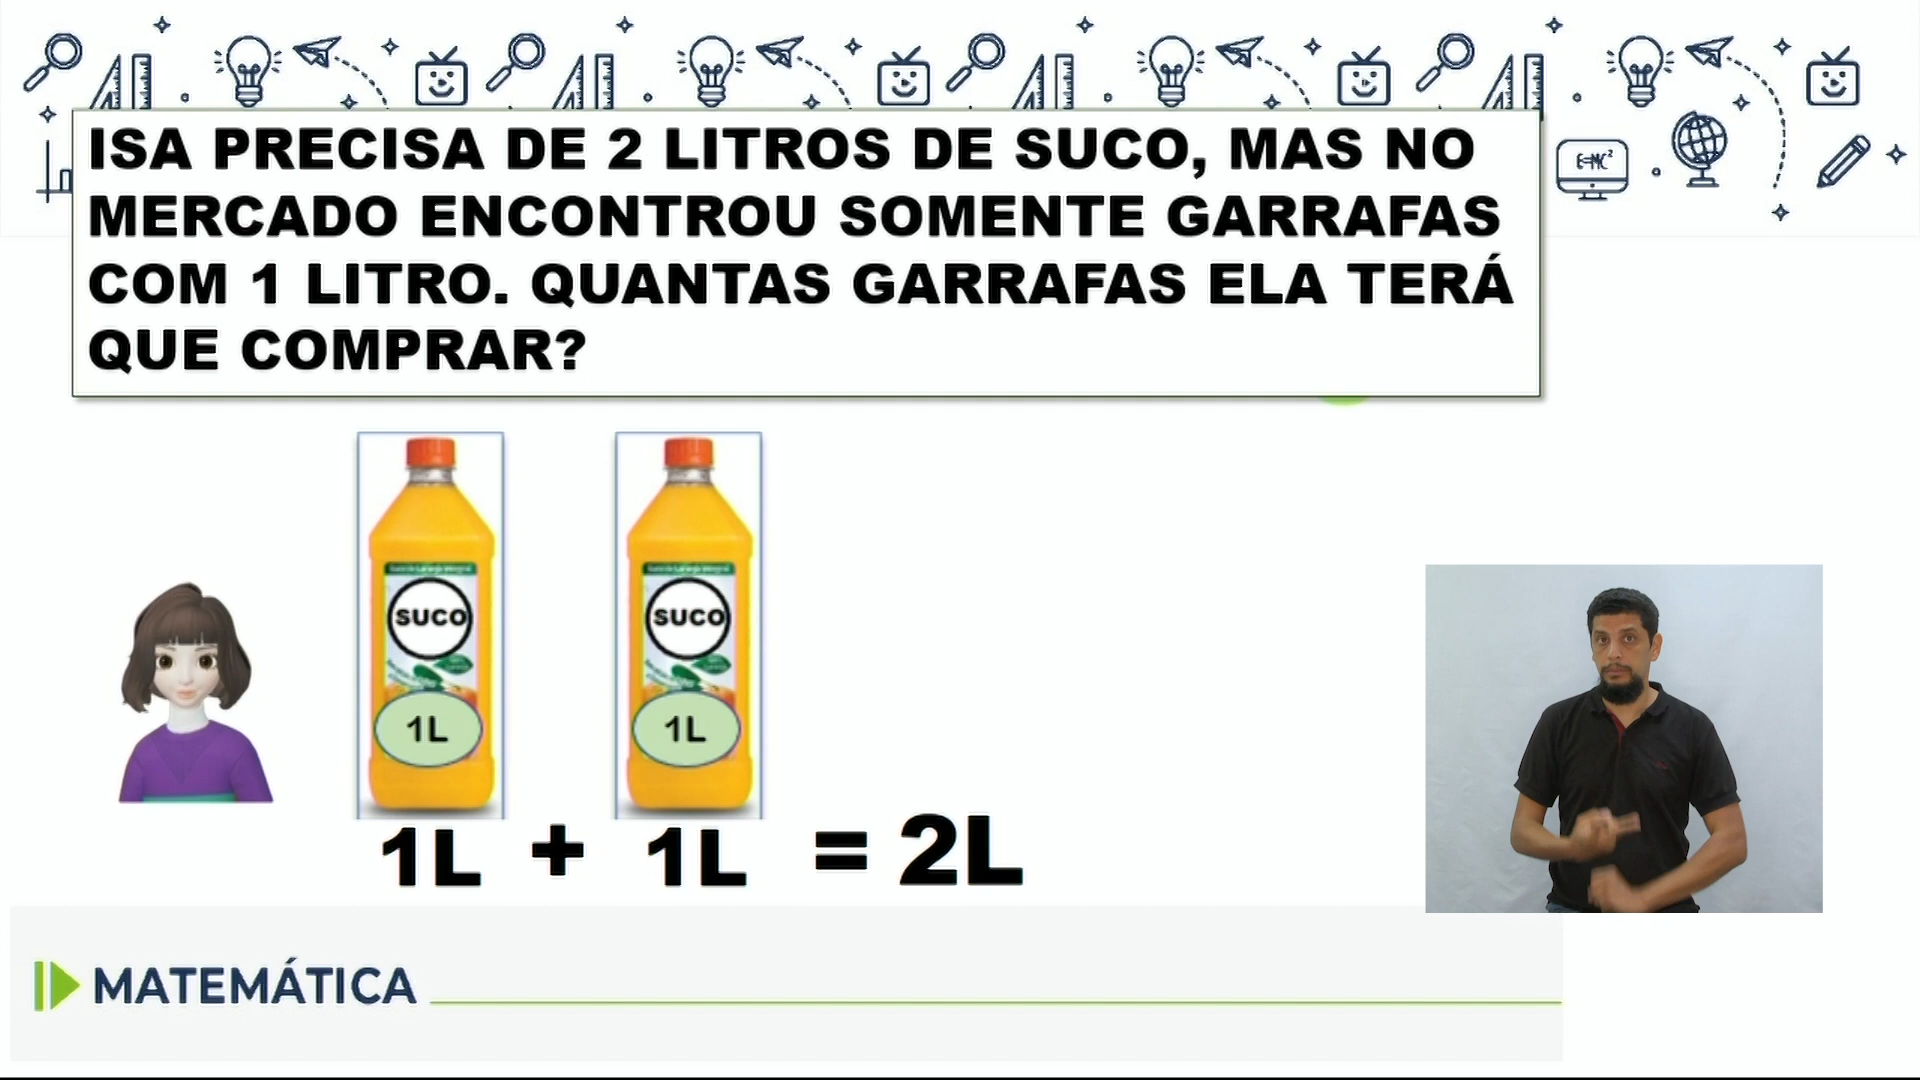 E=MC²
ISA PRECISA DE 2 LITROS DE SUCO, MAS NO
MERCADO ENCONTROU SOMENTE GARRAFAS
COM 1 LITRO. QUANTAS GARRAFAS ELA TERÁ
QUE COMPRAR?
SUCO
SUCO
1L
1L
1L + 1L = 2L
MATEMÁTICA